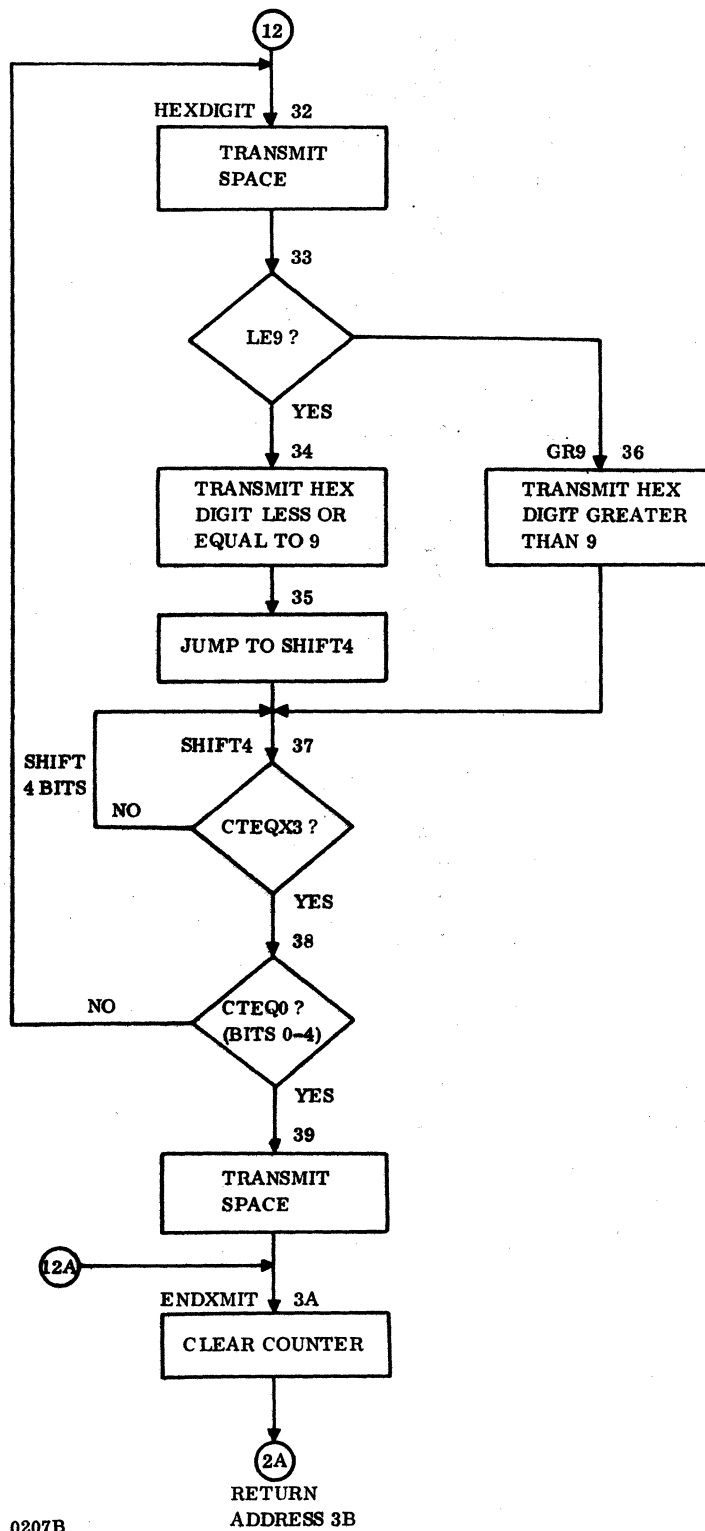 12
HEXDIGIT 32
TRANSMIT
SPACE
33
LE9 ?
YES
34
GR9 36
TRANSMIT HEX
DIGIT LESS OR
EQUAL TO 9
TRANSMIT HEX
DIGIT GREATER
THAN 9
35
JUMP TO SHIFT4
SHIFT4 37
SHIFT
4 BITS
NO
CTEQX3 ?
YES
38
NO
CTEQ0 ?
(BITS 0-4)
YES
39
TRANSMIT
SPACE
12A
ENDXMIT 3A
CLEAR COUNTER
2A
RETURN
ADDRESS 3B
0207B